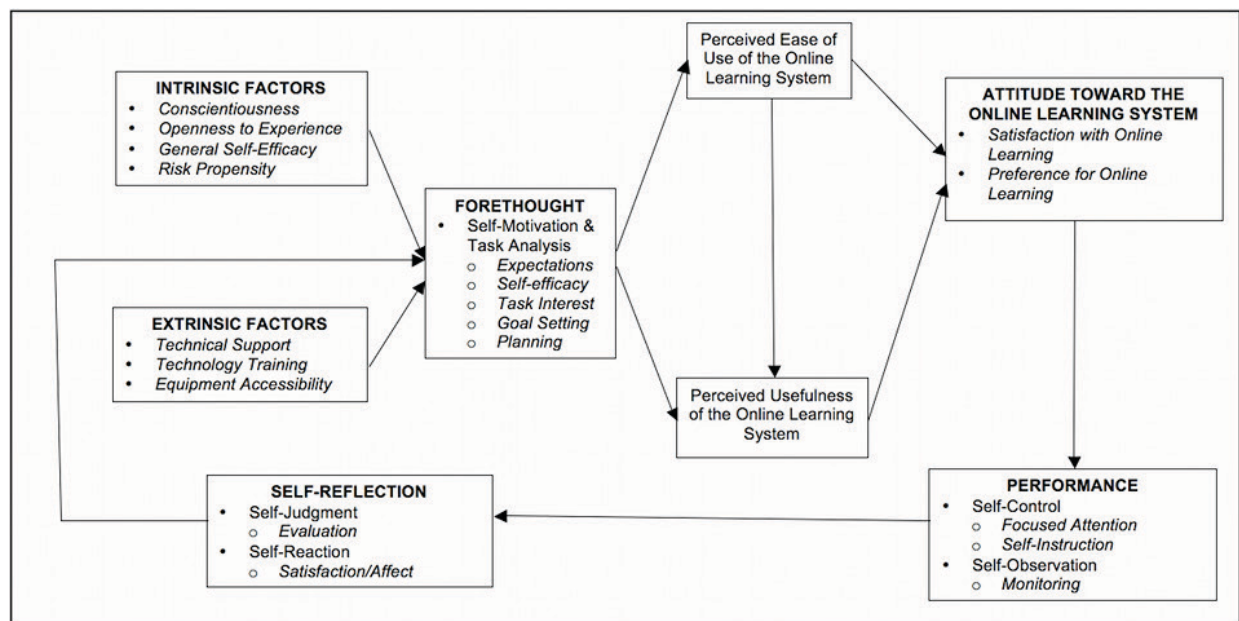 INTRINSIC FACTORS
• Conscientiousness
• Openness to Experience
• General Self-Efficacy
• Risk Propensity
EXTRINSIC FACTORS
• Technical Support
• Technology Training
• Equipment Accessibility
FORETHOUGHT
• Self-Motivation &
Task Analysis
o Expectations
o Self-efficacy
o Task Interest
o Goal Setting
o Planning
Perceived Ease of
Use of the Online
Learning System
Perceived Usefulness
of the Online Learning
System
ATTITUDE TOWARD THE
ONLINE LEARNING SYSTEM
• Satisfaction with Online
Learning
• Preference for Online
Learning
PERFORMANCE
• Self-Control
o Focused Attention
o Self-Instruction
• Self-Observation
o Monitoring
SELF-REFLECTION
• Self-Judgment
o Evaluation
• Self-Reaction
o Satisfaction/Affect